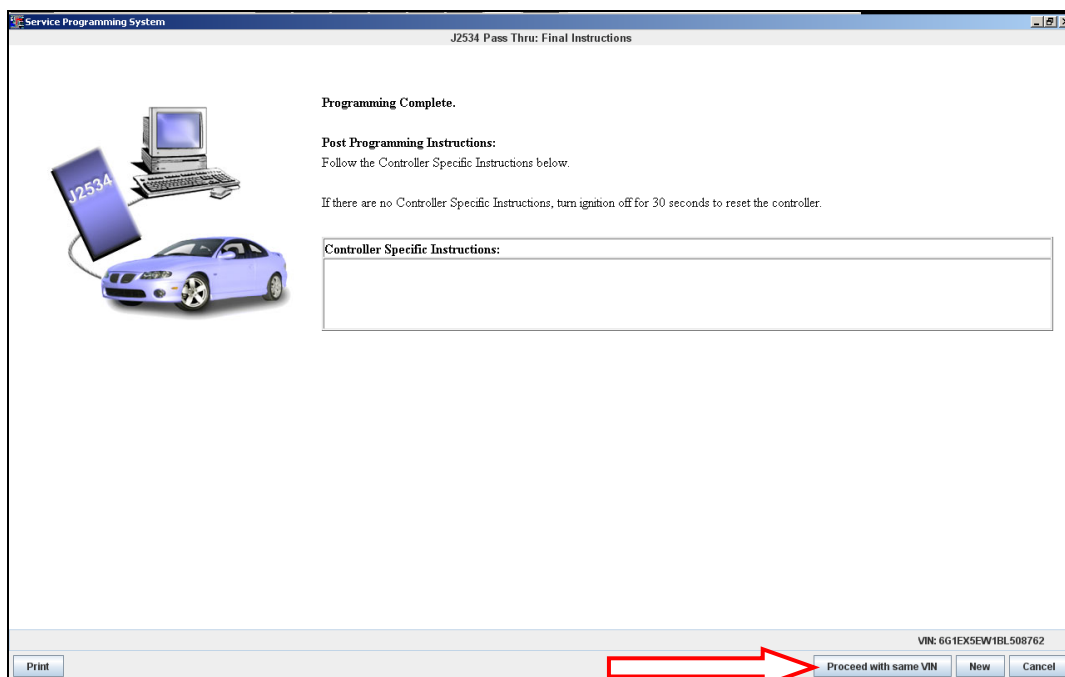 Service Programming System
J2534 Pass Thru: Final Instructions
J2534
Programming Complete.
Post Programming Instructions:
Follow the Controller Specific Instructions below.
If there are no Controller Specific Instructions, turn ignition off for 30 seconds to reset the controller.
Controller Specific Instructions:
VIN: 6G1EX5EW1BL508762
Print
Proceed with same VIN
New
Cancel